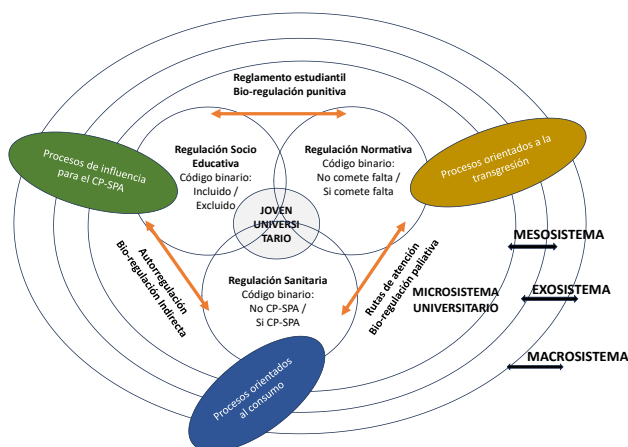 Reglamento estudiantil
Bio-regulación punitiva
Procesos de influencia
para el CP-SPA
Regulación Socio
Educativa
Código binario:
Incluido /
Excluido
Regulación Normativa
Código binario:
No comete falta /
Si comete falta
Procesos orientados a la
transgresión
JOVEN
UNIVERSI
TARIO
Autorregulación
Bio-regulación Indirecta
Regulación Sanitaria
Código binario:
No CP-SPA /
Si CP-SPA
Rutas de atención
Bio-regulación paliativa
MICROSISTEMA
UNIVERSITARIO
MESOSISTEMA
EXOSISTEMA
MACROSISTEMA
Procesos orientados
al consumo